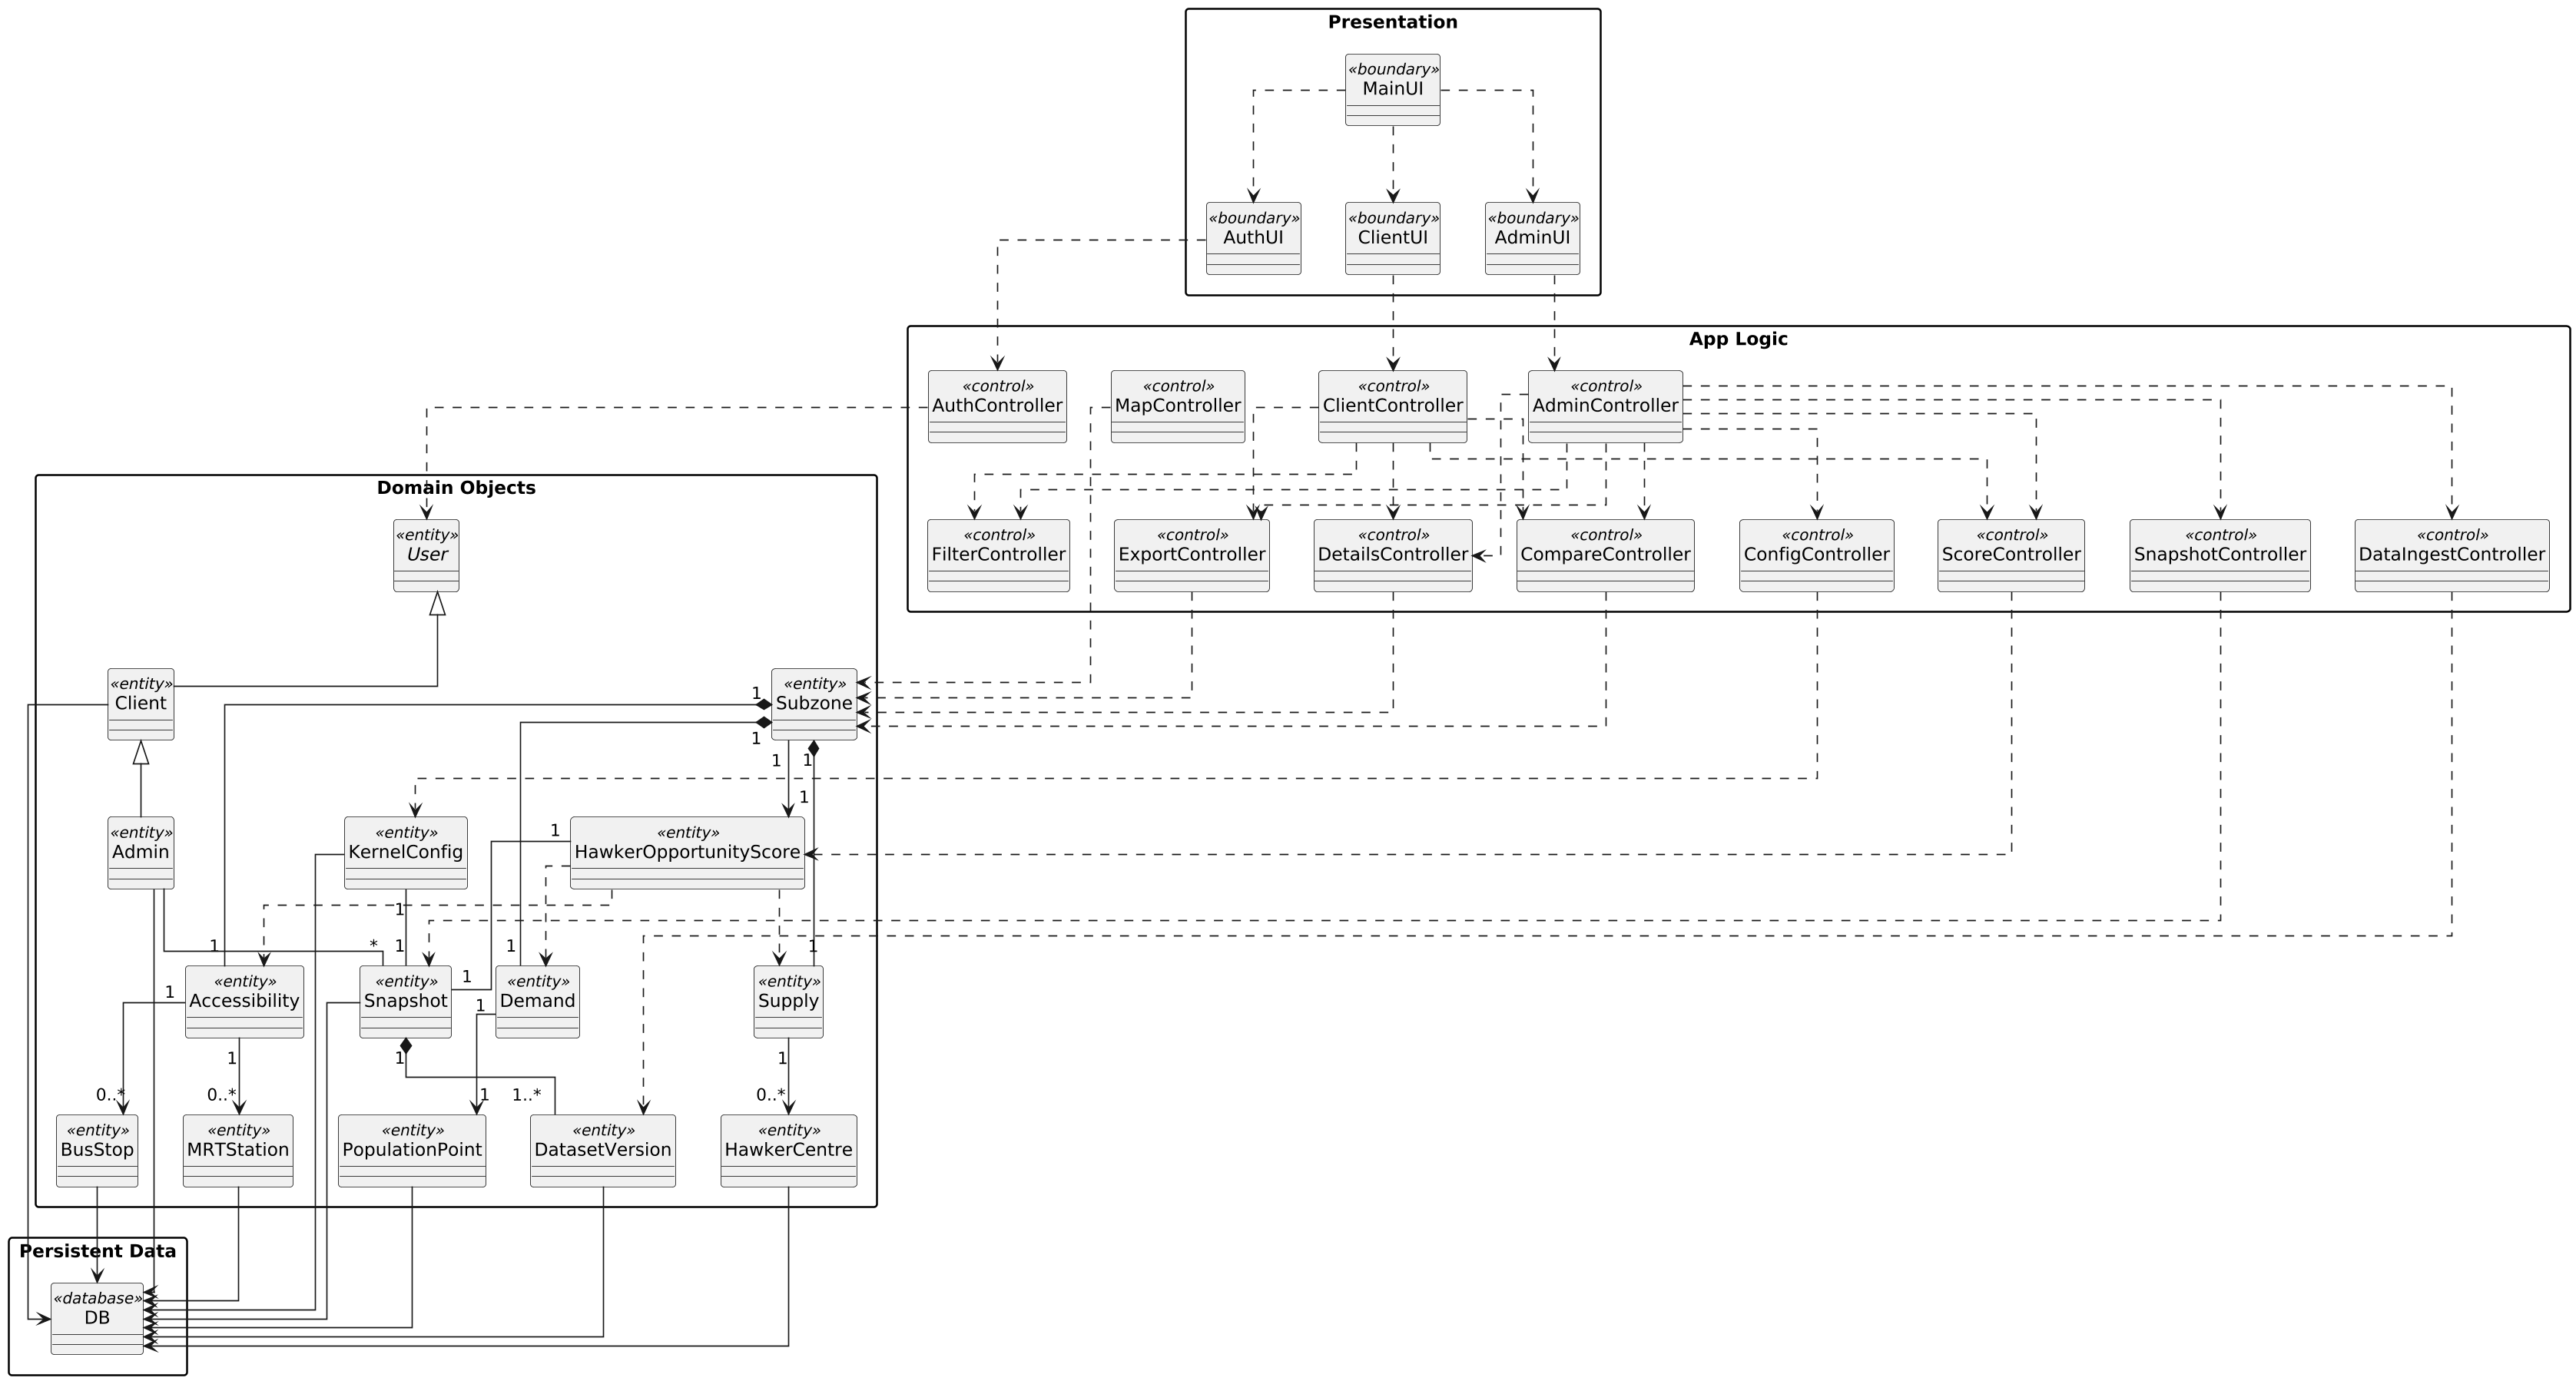 Presentation
«boundary»
MainUI
«boundary»
AuthUI
«boundary»
ClientUI
«boundary»
AdminUI
App Logic
«control»
AuthController
«control»
MapController
«control»
ClientController
«control»
AdminController
«control»
FilterController
«control»
ExportController
«control»
DetailsController
«control»
CompareController
«control»
ConfigController
«control»
ScoreController
«control»
SnapshotController
«control»
DataIngestController
Domain Objects
«entity»
User
«entity»
Client
«entity»
Subzone
1
1
1
1
1
«entity»
Admin
«entity»
KernelConfig
«entity»
HawkerOpportunityScore
1
1
1
*
1
1
1
«entity»
Accessibility
«entity»
Snapshot
«entity»
Demand
«entity»
Supply
1
1
1
1
1
1
0..*
0..*
1
1..*
0..*
«entity»
BusStop
«entity»
MRTStation
«entity»
PopulationPoint
«entity»
DatasetVersion
«entity»
HawkerCentre
Persistent Data
«database»
DB